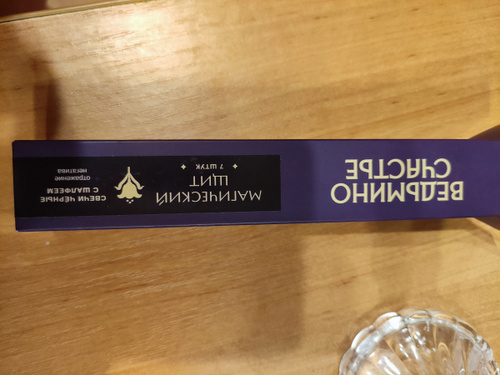 ВЕДЬМИНО
СЧАСТЬЕ
МАГИЧЕСКИЙ
ЩИТ
7 ШТУК
СВЕЧИ ЧЁРНЫЕ
С ШАЛФЕЕМ
отражение
негатива